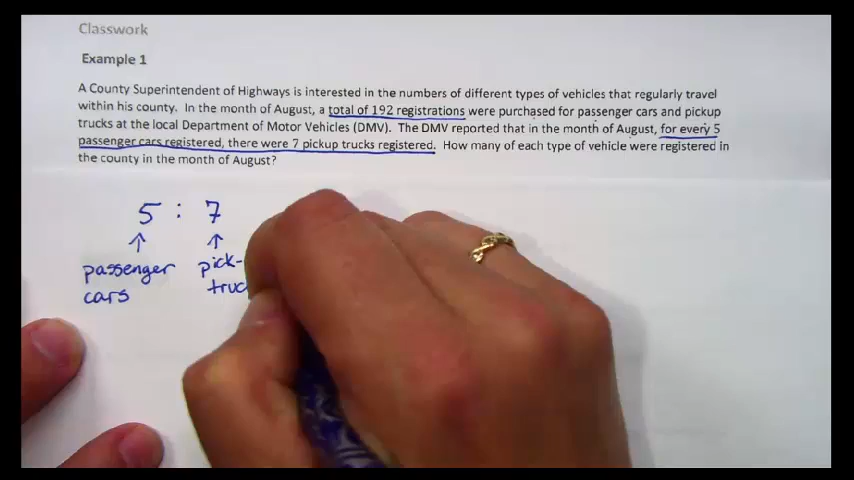 Classwork
Example 1
A County Superintendent of Highways is interested in the numbers of different types of vehicles that regularly travel
within his county. In the month of August, a total of 192 registrations were purchased for passenger cars and pickup
trucks at the local Department of Motor Vehicles (DMV). The DMV reported that in the month of August, for every 5
passenger cars registered, there were 7 pickup trucks registered. How many of each type of vehicle were registered in
the county in the month of August?
5 : 7
↑ ↑
passenger pick-
cars